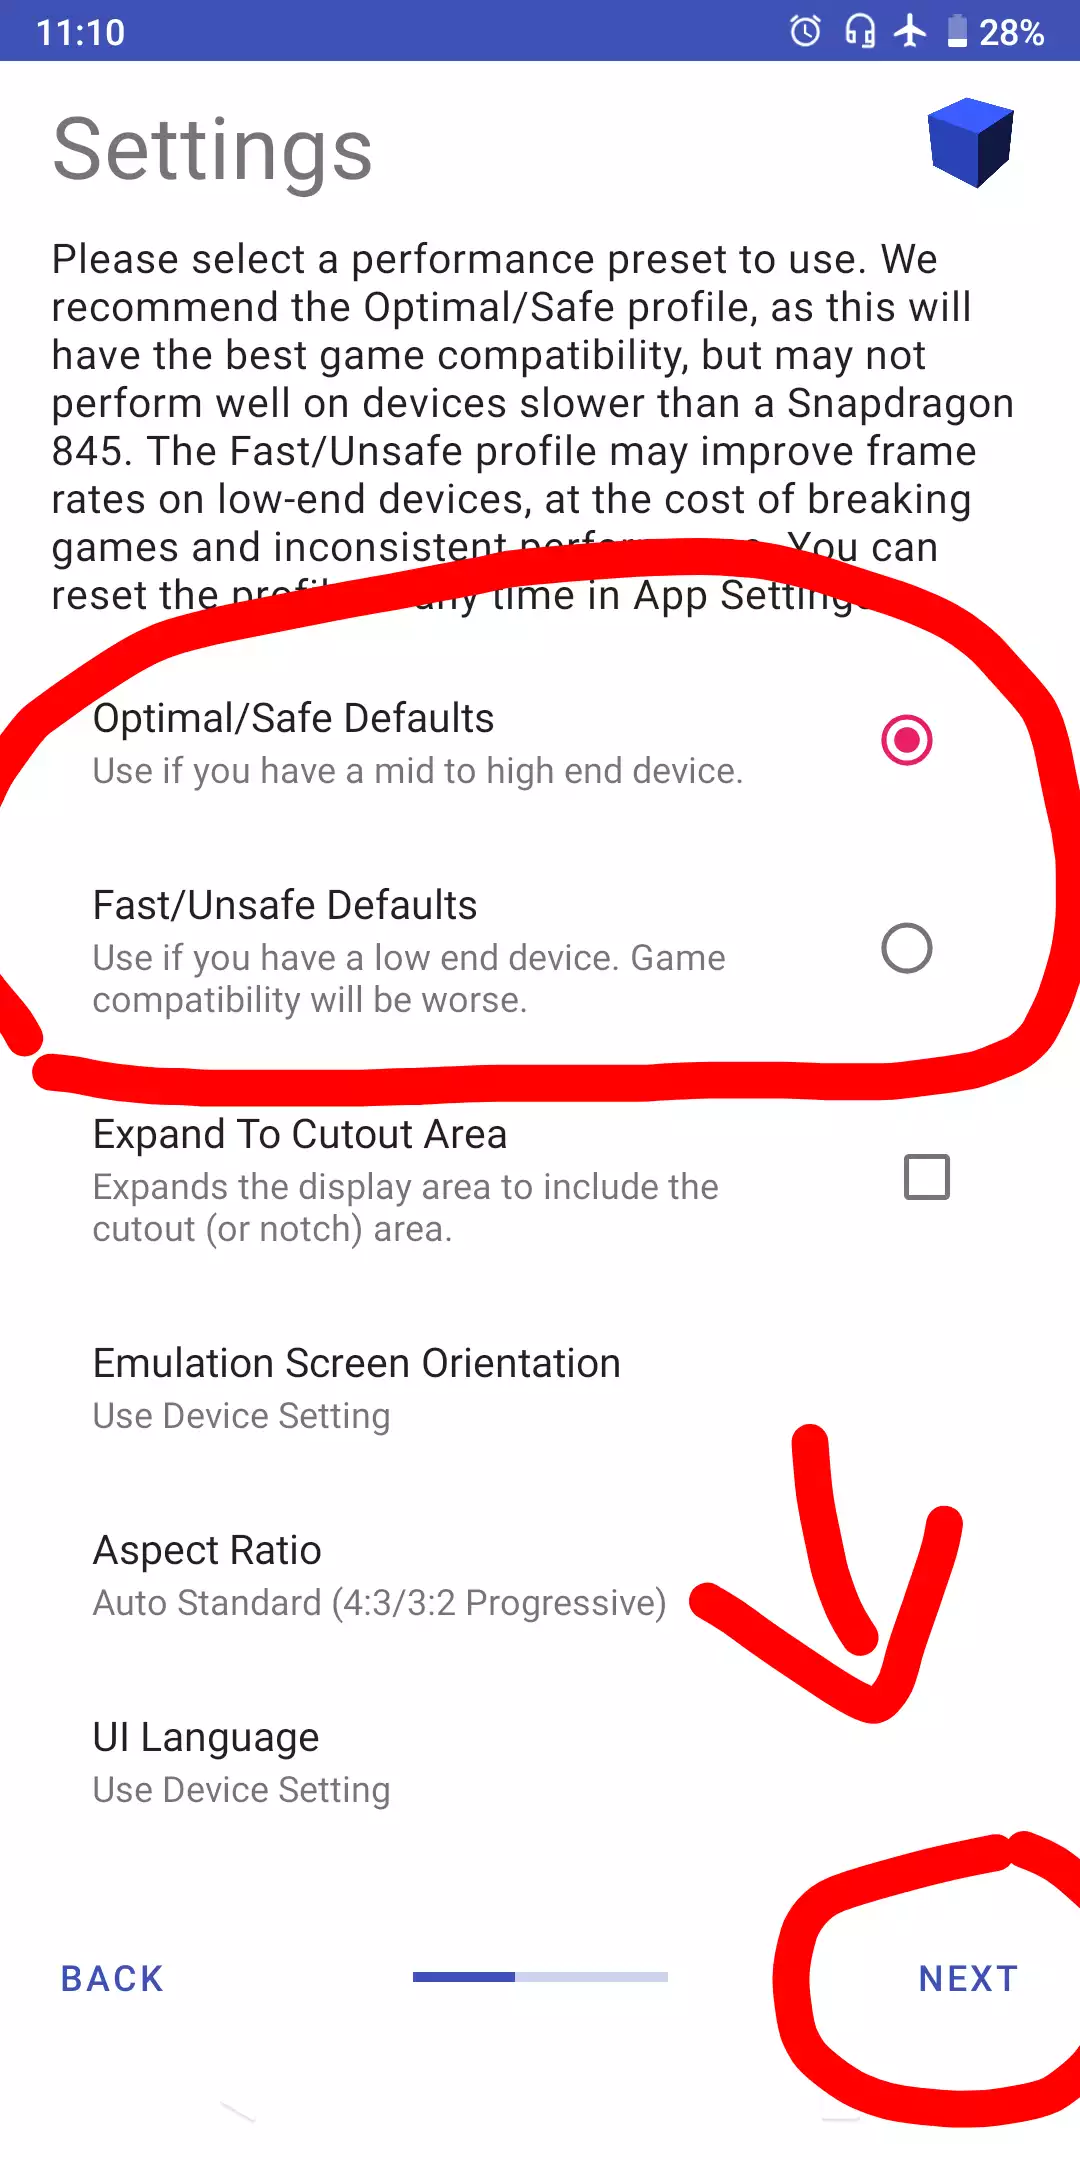 11:10
28%
Settings
Please select a performance preset to use. We
recommend the Optimal/Safe profile, as this will
have the best game compatibility, but may not
perform well on devices slower than a Snapdragon
845. The Fast/Unsafe profile may improve frame
rates on low-end devices, at the cost of breaking
games and inconsistent You can
reset the any time in App
Optimal/Safe Defaults
Use if you have a mid to high end device.
Fast/Unsafe Defaults
Use if you have a low end device. Game
compatibility will be worse.
Expand To Cutout Area
Expands the display area to include the
cutout (or notch) area.
Emulation Screen Orientation
Use Device Setting
Aspect Ratio
Auto Standard (4:3/3:2 Progressive)
UI Language
Use Device Setting
BACK
NEXT